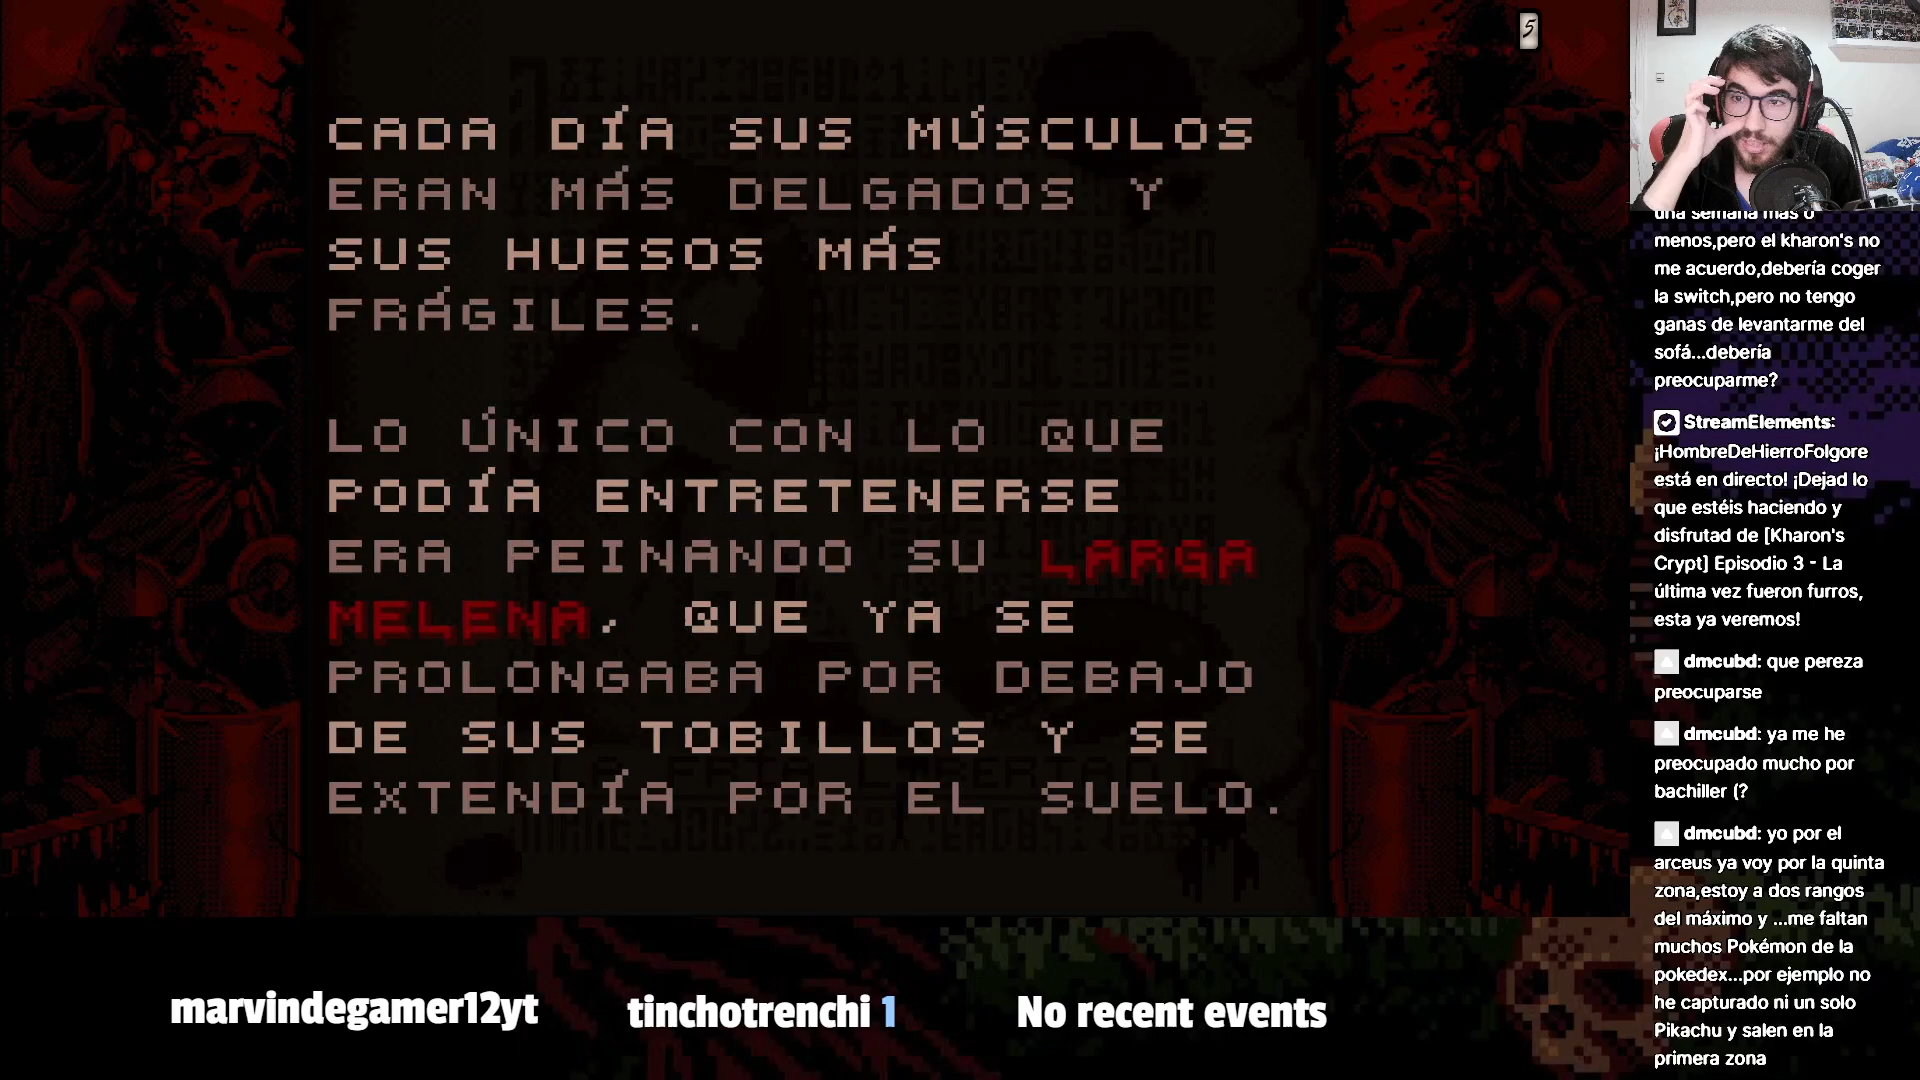 5
CADA DÍA SUS MÚSCULOS
ERAN MÁS DELGADOS Y
SUS HUESOS MÁS
FRÁGILES.
LO ÚNICO CON LO QUE
PODÍA ENTRETENERSE
ERA PEINANDO SU LARGA
MELENA, QUE YA SE
PROLONGABA POR DEBAJO
DE SUS TOBILLOS Y SE
EXTENDÍA POR EL SUELO.
una semana más o
menos,pero el kharon's no
me acuerdo,debería coger
la switch,pero no tengo
ganas de levantarme del
sofá...debería
preocuparme?
StreamElements:
¡HombreDeHierroFolgore
está en directo! ¡Dejad lo
que estéis haciendo y
disfrutad de [Kharon's
Crypt] Episodio 3 - La
última vez fueron furros,
esta ya veremos!
dmcubd: que pereza
preocuparse
dmcubd: ya me he
preocupado mucho por
bachiller (?
dmcubd: yo por el
arceus ya voy por la quinta
zona,estoy a dos rangos
del máximo y ...me faltan
muchos Pokémon de la
pokedex...por ejemplo no
he capturado ni un solo
Pikachu y salen en la
primera zona
marvindegamer12yt
tinchotrenchi 1
No recent events